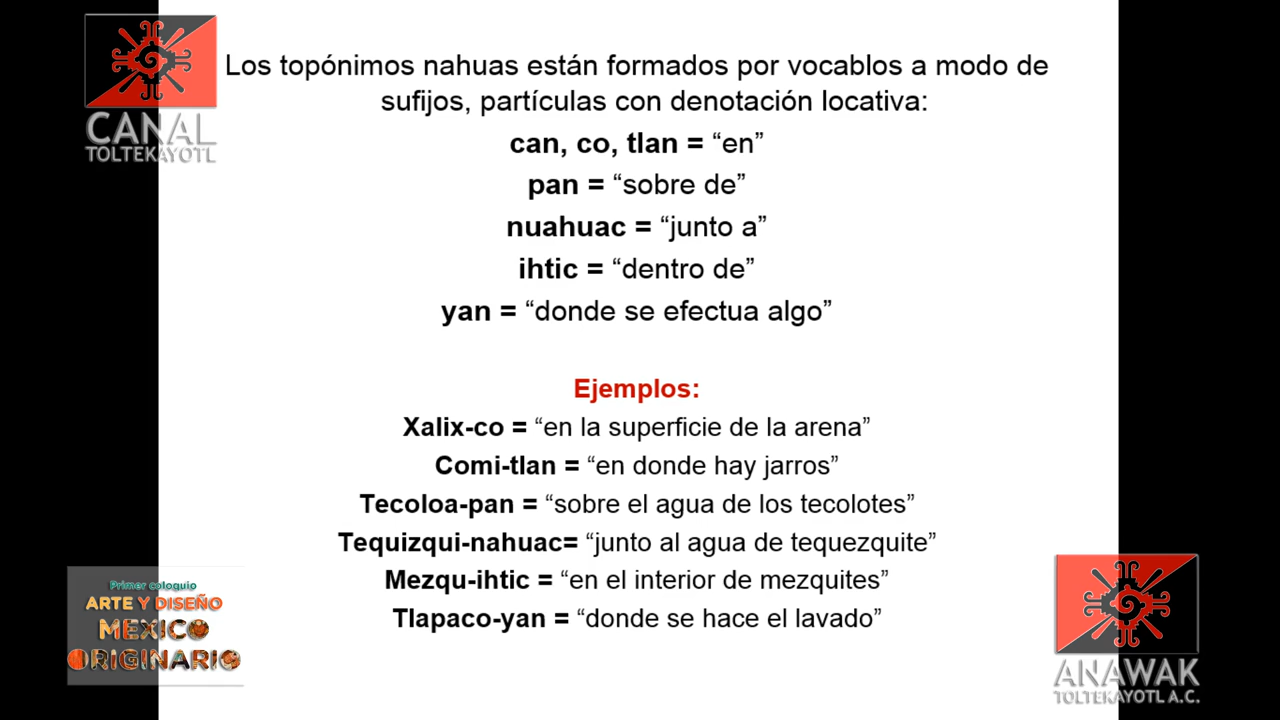 CANAL
TOLTEKAYOTL
Los topónimos nahuas están formados por vocablos a modo de
sufijos, partículas con denotación locativa:
can, co, tlan = “en”
pan = “sobre de”
nuahuac = “junto a”
ihtic = “dentro de”
yan = “donde se efectua algo”
Ejemplos:
Xalix-co = “en la superficie de la arena”
Comi-tlan = “en donde hay jarros”
Tecoloa-pan = “sobre el agua de los tecolotes”
Tequizqui-nahuac= “junto al agua de tequezquite”
Mezqu-ihtic = “en el interior de mezquites”
Tlapaco-yan = “donde se hace el lavado”
Primer coloquio
ARTE Y DISEÑO
MEXICO
ORIGINARIO
ANAWAK
TOLTEKAYOTL A.C.